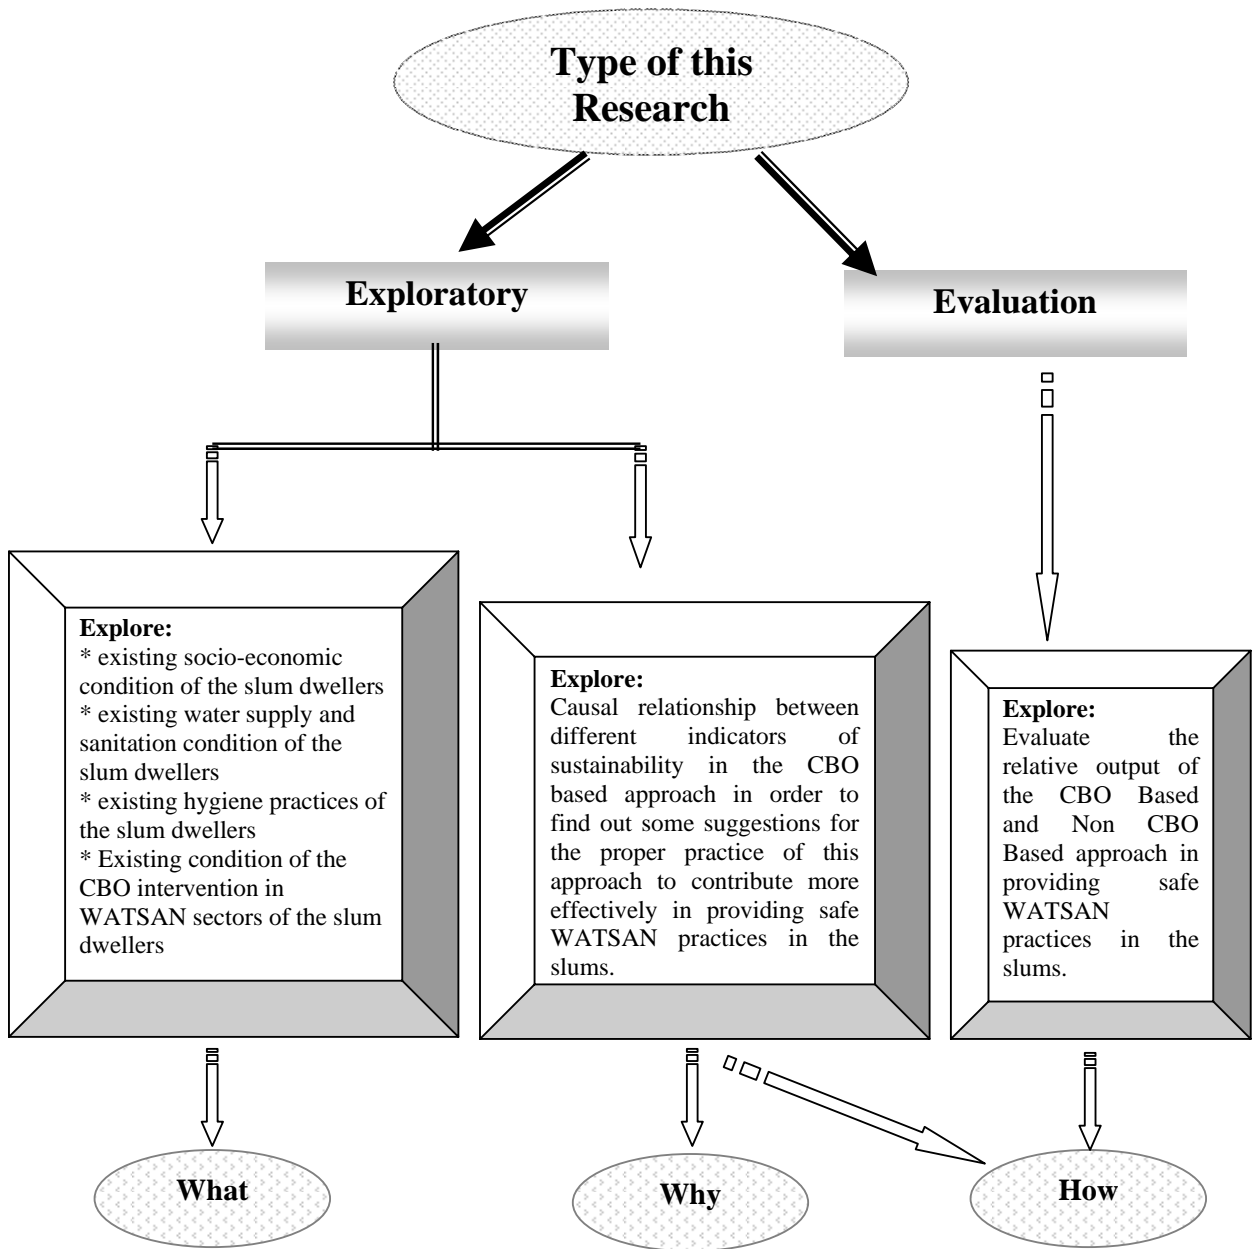 Type of this
Research
Exploratory
Evaluation
Explore:
* existing socio-economic
condition of the slum dwellers
* existing water supply and
sanitation condition of the
slum dwellers
* existing hygiene practices of
the slum dwellers
* Existing condition of the
CBO intervention in
WATSAN sectors of the slum
dwellers
Explore:
Causal relationship between
different indicators of
sustainability in the CBO
based approach in order to
find out some suggestions for
the proper practice of this
approach to contribute more
effectively in providing safe
WATSAN practices in the
slums.
Explore:
Evaluate the
relative output of
the CBO Based
and Non CBO
Based approach in
providing safe
WATSAN
practices in the
slums.
What
Why
How